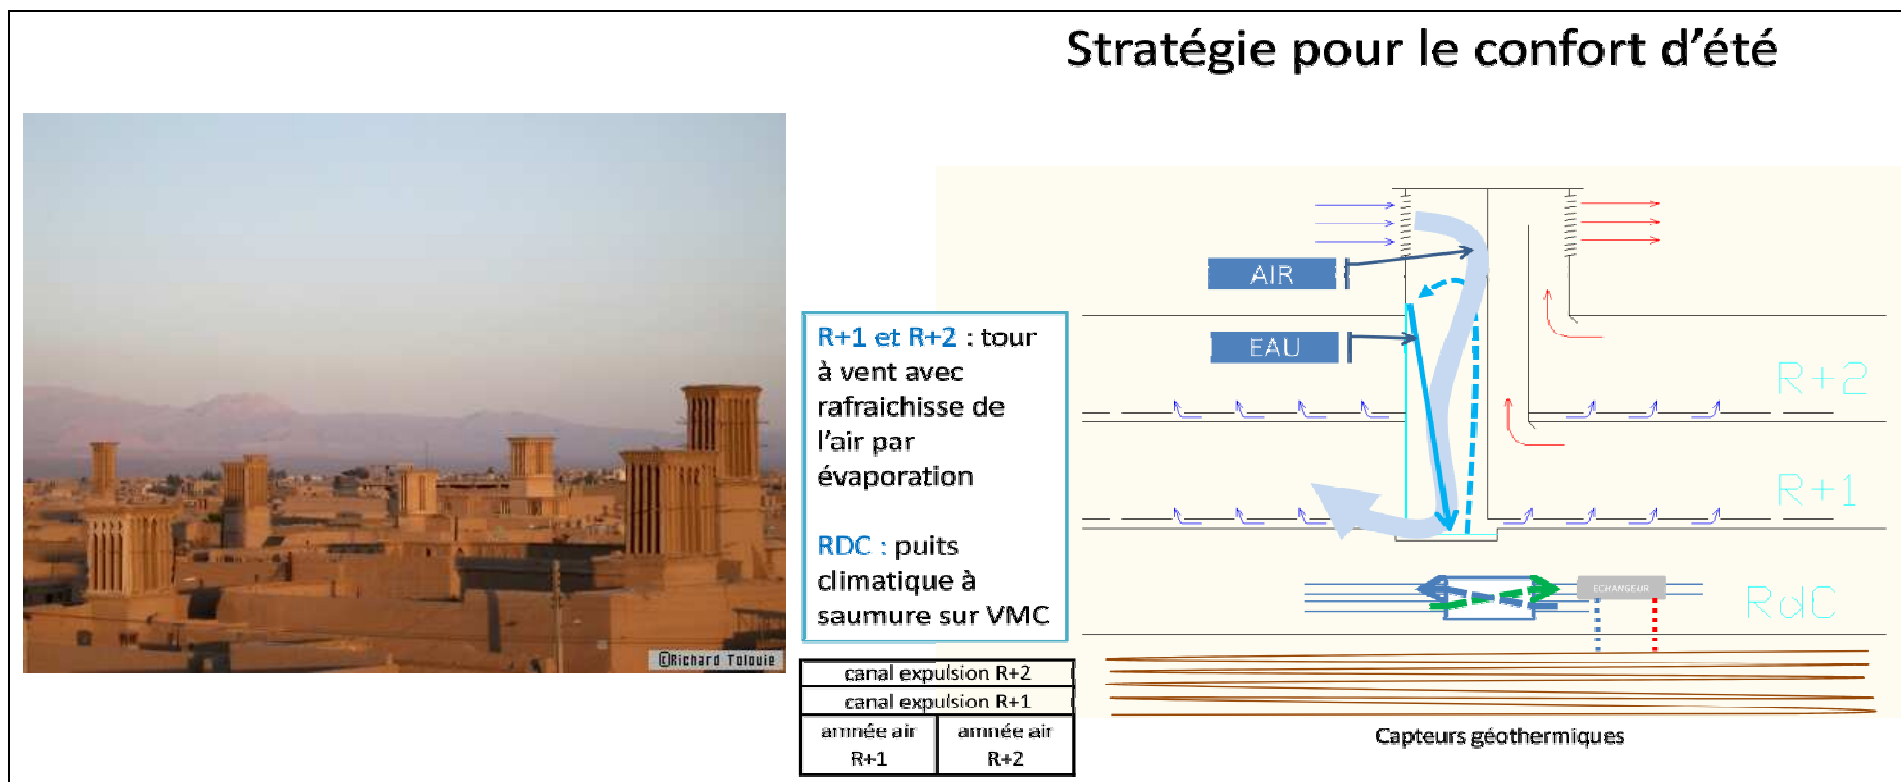 Stratégie pour le confort d'été
©Richard Tolouie
R+1 et R+2 : tour
à vent avec
rafraichisse de
l'air par
évaporation
RDC : puits
climatique à
saumure sur VMC
canal expulsion R+2
canal expulsion R+1
amnée air
R+1
amnée air
R+2
AIR
EAU
R+2
R+1
ECHANGEUR
RdC
Capteurs géothermiques